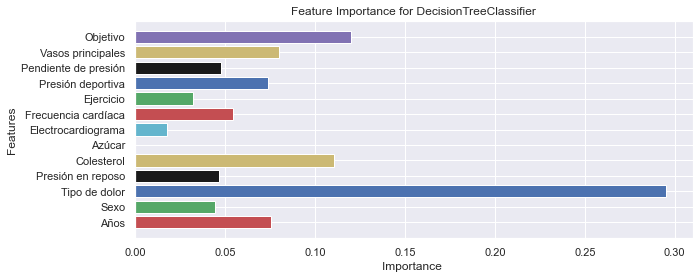 Feature Importance for DecisionTreeClassifier
Objetivo
Vasos principales
Pendiente de presión
Presión deportiva
Ejercicio
Frecuencia cardíaca
Electrocardiograma
Azúcar
Colesterol
Presión en reposo
Tipo de dolor
Sexo
Años
Features
0.00 0.05 0.10 0.15 0.20 0.25 0.30
Importance